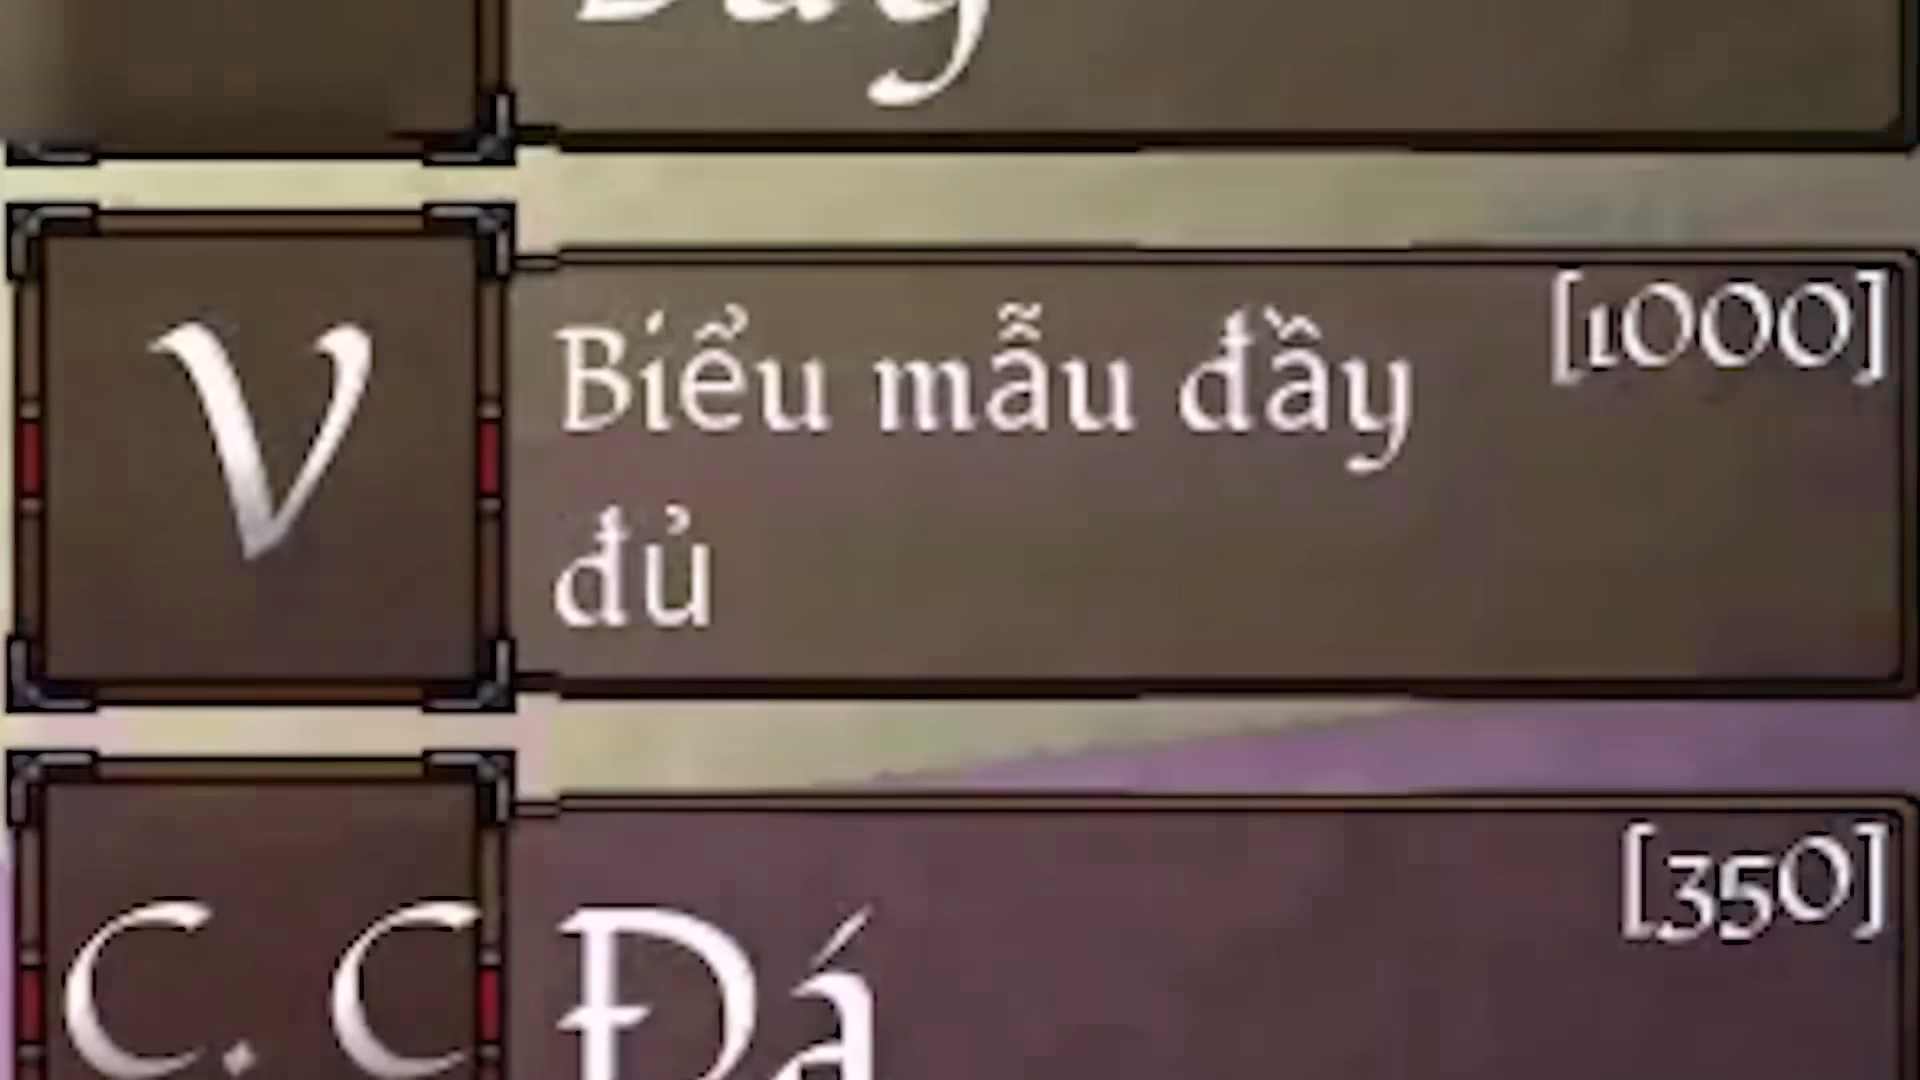 V
Biểu mẫu đầy
đủ
[1000]
C. C
Đá
[350]